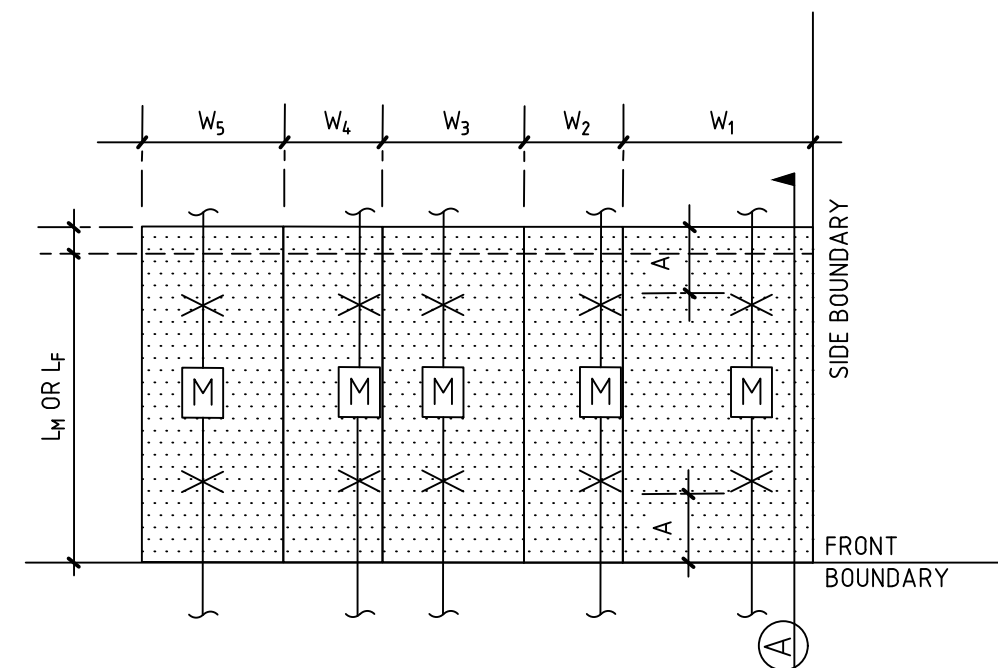 W5 W4 W3 W2 W1
SIDE BOUNDARY
A
LM OR LF
M M M M M
A
FRONT
BOUNDARY
A